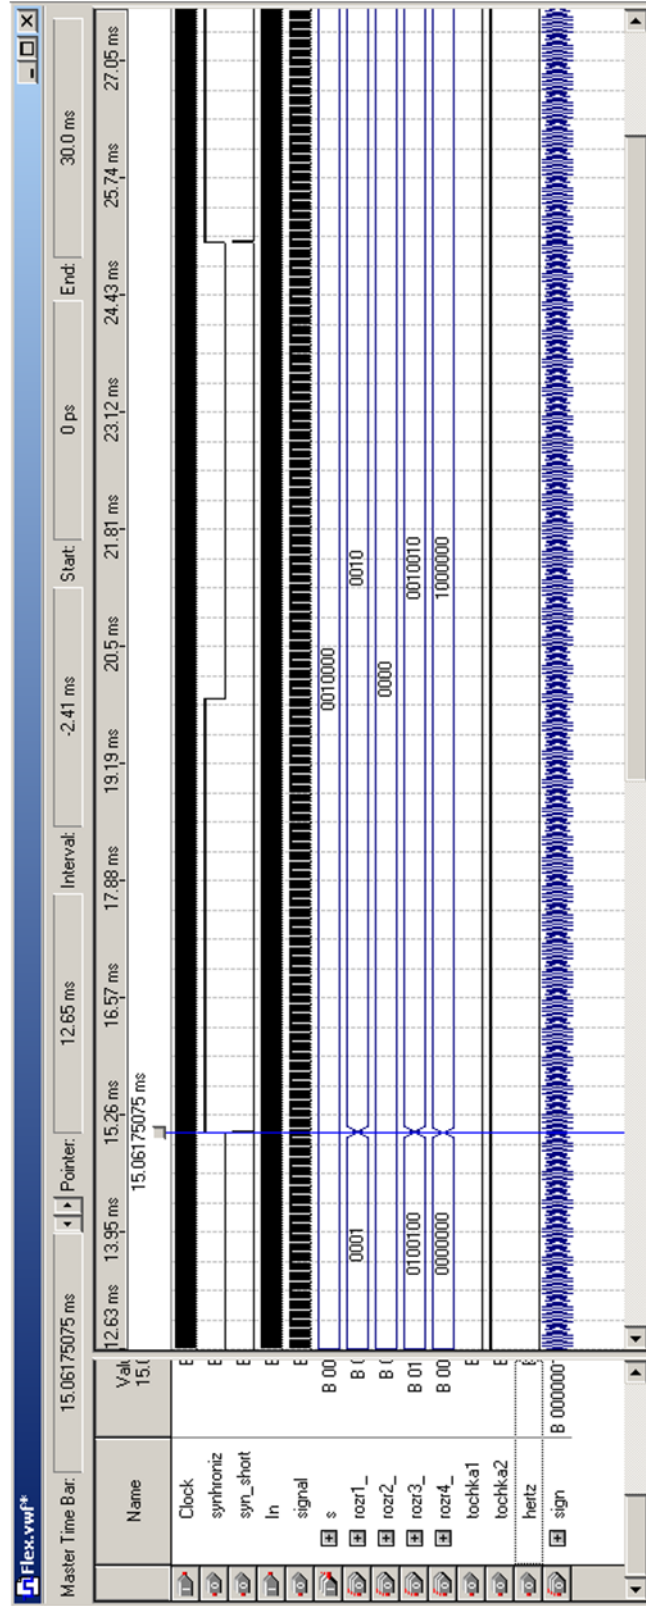 Flex.vwf*
Master Time Bar: 15.06175075 ms Pointer: 12.65 ms Interval: -2.41 ms Start: 0 ps End: 30.0 ms
Name
15.0
12.63 ms 13.95 ms 15.26 ms 16.57 ms 17.88 ms 19.19 ms 20.5 ms 21.81 ms 23.12 ms 24.43 ms 25.74 ms 27.05 ms
15.06175075 ms
Clock
synhroniz
syn_short
In
signal
s B 00 0010000
rozr1_ 0001 0010
rozr2_ 0000
rozr3_ B 01 0100100 0010010
rozr4_ B 00 0000000 1000000
tochka1
tochka2
hertz
sign B 000000